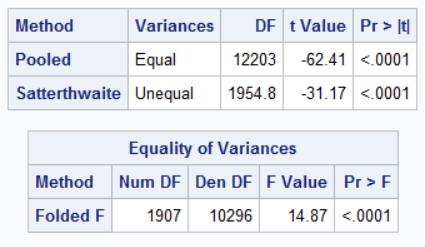 Method Variances DF t Value Pr > |t|
Pooled Equal 12203 -62.41 <.0001
Satterthwaite Unequal 1954.8 -31.17 <.0001
Equality of Variances
Method Num DF Den DF F Value Pr > F
Folded F 1907 10296 14.87 <.0001